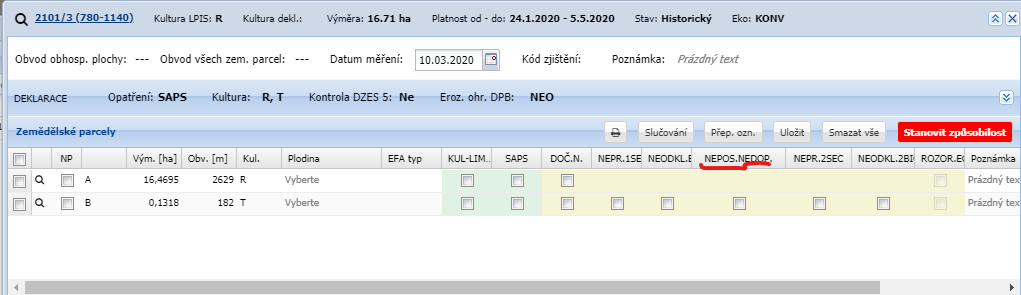 2101/3 (780-1140) Kultura LPIS: R Kultura dekl.: Výměra: 16.71 ha Platnost od - do: 24.1.2020 - 5.5.2020 Stav: Historický Eko: KONV
Obvod obhosp. plochy: --- Obvod všech zem. parcel: --- Datum měření: 10.03.2020 Kód zjištění: Poznámka: Prázdný text
DEKLARACE Opatření: SAPS Kultura: R, T Kontrola DZES 5: Ne Eroz. ohr. DPB: NEO
Zemědělské parcely Slučování Přep. ozn. Uložit Smazat vše Stanovit způsobilost
NP Vým. [ha] Obv. [m] Kul. Plodina EFA typ KUL-LIM... SAPS DOČ.N. NEPR.1SE NEODKL.E NEPOS.NEDOP. NEPR.2SEC NEODKL.2BI ROZOR.EC Poznámka
A 16,4695 2629 R Vyberte Prázdný tex
B 0,1318 182 T Vyberte Prázdný tex